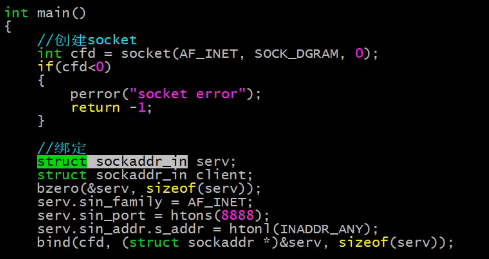 int main()
{
//创建socket
int cfd = socket(AF_INET, SOCK_DGRAM, 0);
if(cfd<0)
{
perror("socket error");
return -1;
}
//绑定
struct sockaddr_in serv;
struct sockaddr_in client;
bzero(&serv, sizeof(serv));
serv.sin_family = AF_INET;
serv.sin_port = htons(8888);
serv.sin_addr.s_addr = htonl(INADDR_ANY);
bind(cfd, (struct sockaddr *)&serv, sizeof(serv));